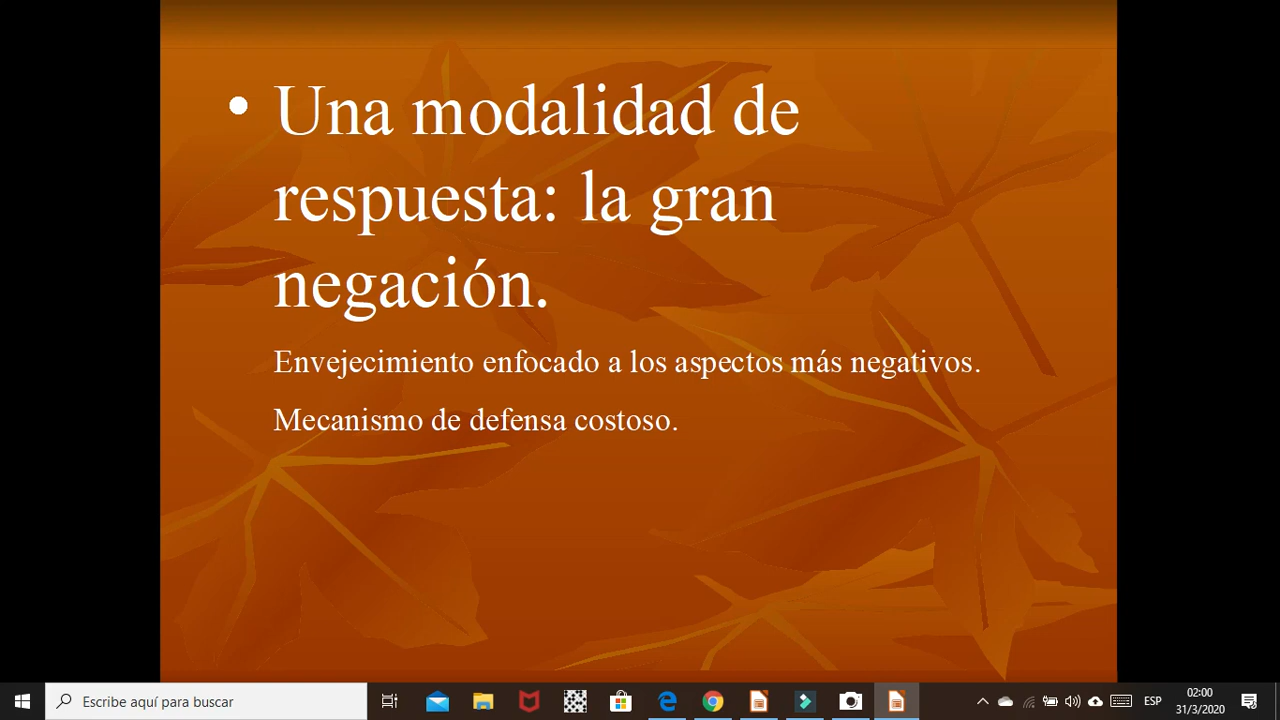 • Una modalidad de
respuesta: la gran
negación.
Envejecimiento enfocado a los aspectos más negativos.
Mecanismo de defensa costoso.
Escribe aquí para buscar
ESP
02:00
31/3/2020